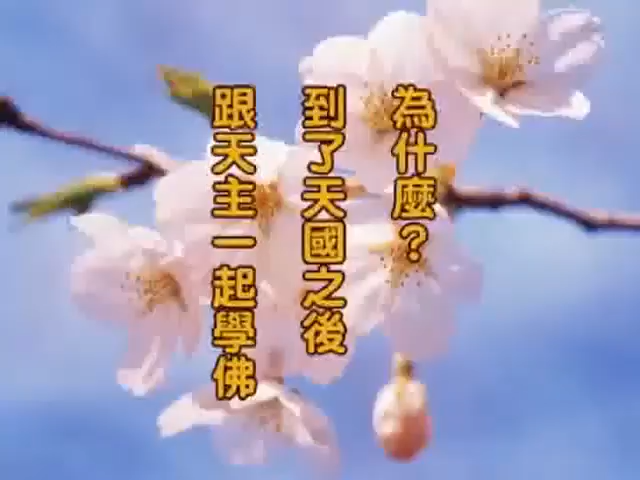 為什麼？
到了天國之後
跟天主一起學佛